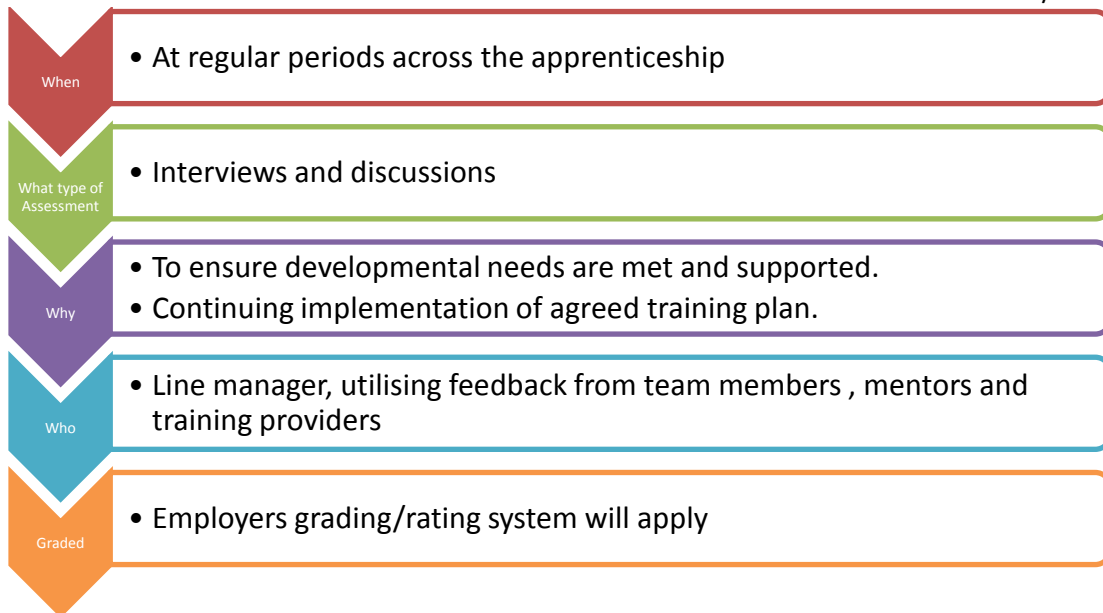 When
• At regular periods across the apprenticeship
What type of
Assessment
• Interviews and discussions
Why
• To ensure developmental needs are met and supported.
• Continuing implementation of agreed training plan.
Who
• Line manager, utilising feedback from team members , mentors and
training providers
Graded
• Employers grading/rating system will apply